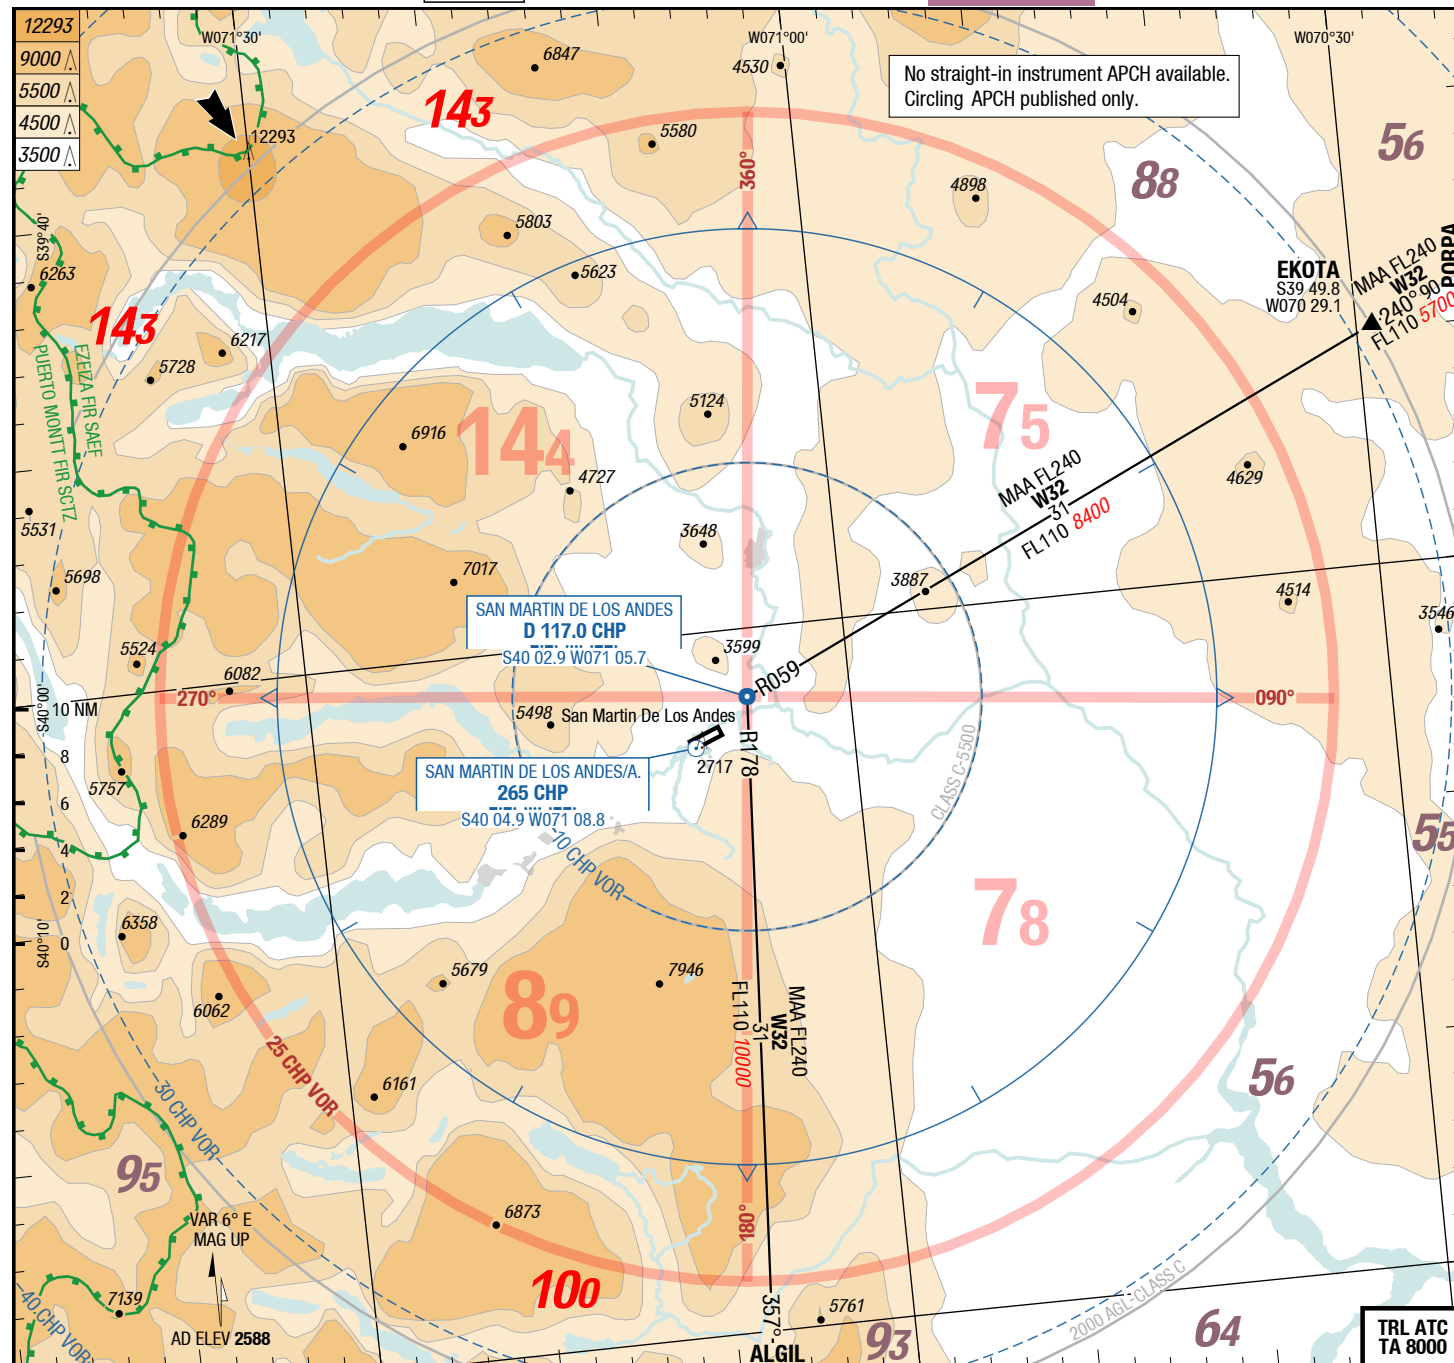 12293
9000
5500
4500
3500
W071°30'
W071°00'
W070°30'
No straight-in instrument APCH available.
Circling APCH published only.
6847
4530
143
5580
12293
56
88
4898
360°
5803
S39°40'
5623
6263
143
6217
5728
4504
EKOTA
S39 49.8
W070 29.1
MAA FL240
W32
240° 90
FL110 5700
PORPA
EZEIZA FIR SAEF
PUERTO MONTT FIR SCTZ
5124
75
6916
144
4727
4629
MAA FL240
W32
31
FL110 8400
5531
3648
5698
7017
3887
4514
3546
SAN MARTIN DE LOS ANDES
D 117.0 CHP
S40 02.9 W071 05.7
3599
5524
6082
R059
270°
090°
S40°00'
10 NM
8
6
4
2
0
5498
San Martin De Los Andes
R178
2717
SAN MARTIN DE LOS ANDES/A.
265 CHP
S40 04.9 W071 08.8
CLASS C-5500
5757
6289
10 CHP VOR
55
78
6358
S40°10'
5679
7946
6062
89
MAA FL240
W32
31
FL110 10000
25 CHP VOR
6161
56
30 CHP VOR
95
VAR 6° E
MAG UP
6873
180°
100
7139
40 CHP VOR
AD ELEV 2588
357°
ALGIL
5761
93
2000 AGL-CLASS C
64
TRL ATC
TA 8000